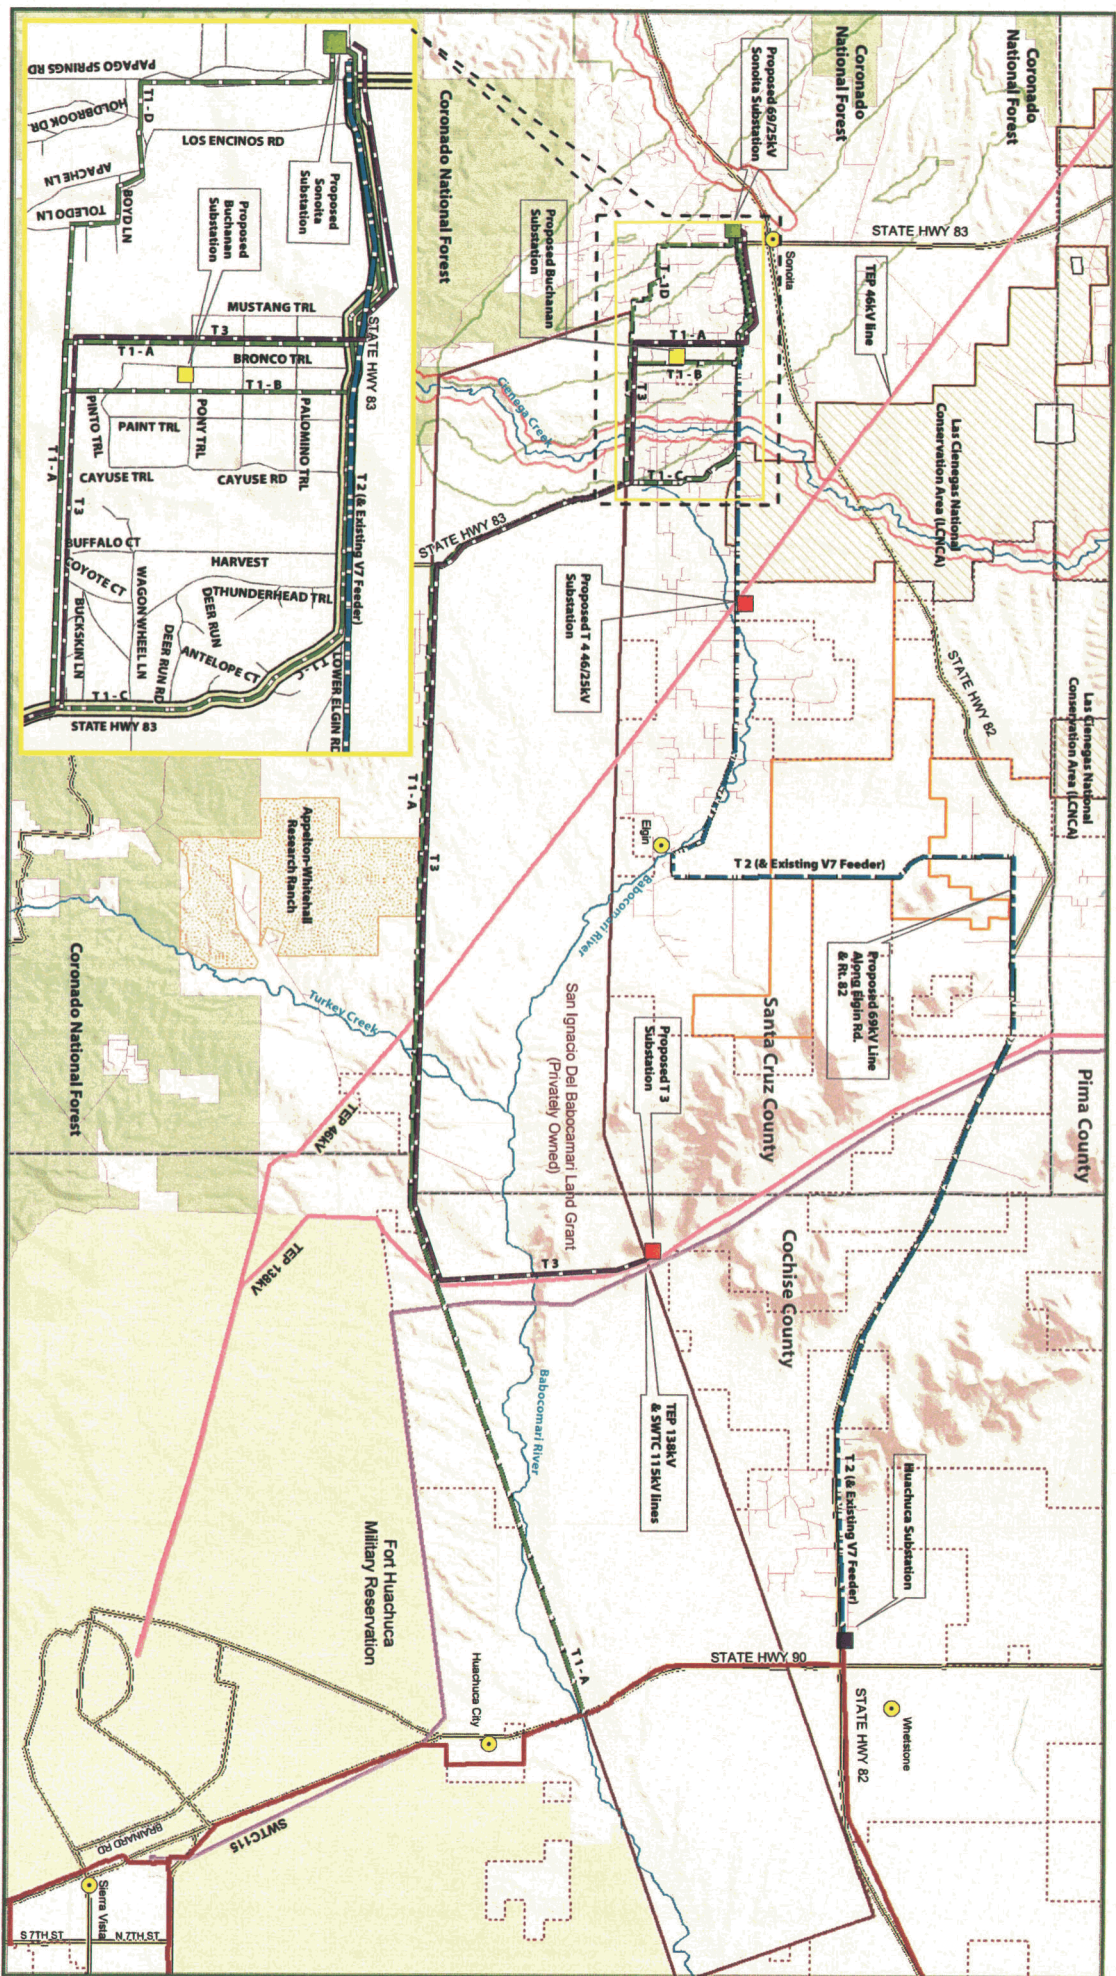 Coronado
National Forest
Coronado
National Forest
Proposed 69/25kV
Sonoita Substation
Coronado National Forest
STATE HWY 83
Sonoita
TEP 46kV line
Las Cienegas National
Conservation Area (LCNCA)
Proposed Buchanan
Substation
T-1D
T1-A
T1-B
T3
T1-C
Cienega Creek
STATE HWY 83
Proposed T 4 46/25kV
Substation
STATE HWY 82
Las Cienegas National
Conservation Area (LCNCA)
Elgin
T 2 (& Existing V7 Feeder)
Babocomari River
Proposed 69kV Line
Along Elgin Rd.
& Rt. 82
T1-A
T3
Appelton-Whitehall
Research Ranch
Turkey Creek
Coronado National Forest
San Ignacio Del Babocamari Land Grant
(Privately Owned)
Santa Cruz County
Proposed T 3
Substation
Pima County
Cochise County
TEP 46kV
TEP 138kV
T3
TEP 138kV
& SWTC 115kV lines
Babocomari River
T 2 (& Existing V7 Feeder)
Huachuca Substation
Fort Huachuca
Military Reservation
T1-A
Huachuca City
STATE HWY 90
STATE HWY 82
Whetstone
SWTC115
BRAINARD RD
Sierra Vista
S 7TH ST
N 7TH ST
PAPAGO SPRINGS RD
T1-D
HOLDBROOK DR
LOS ENCINOS RD
APACHE LN
BOYD LN
TOLEDO LN
Proposed
Sonoita
Substation
Proposed
Buchanan
Substation
MUSTANG TRL
T3
T1-A
BRONCO TRL
T1-B
STATE HWY 83
PINTO TRL
PAINT TRL
PONY TRL
PALOMINO TRL
CAYUSE TRL
CAYUSE RD
T1-A
T3
T 2 (& Existing V7 Feeder)
BUFFALO CT
COYOTE CT
HARVEST
WAGON WHEEL LN
THUNDERHEAD TRL
DEER RUN
BUCKSKIN LN
DEER RUN RD
ANTELOPE CT
T1-C
T1-C
LOWER ELGIN RD
STATE HWY 83